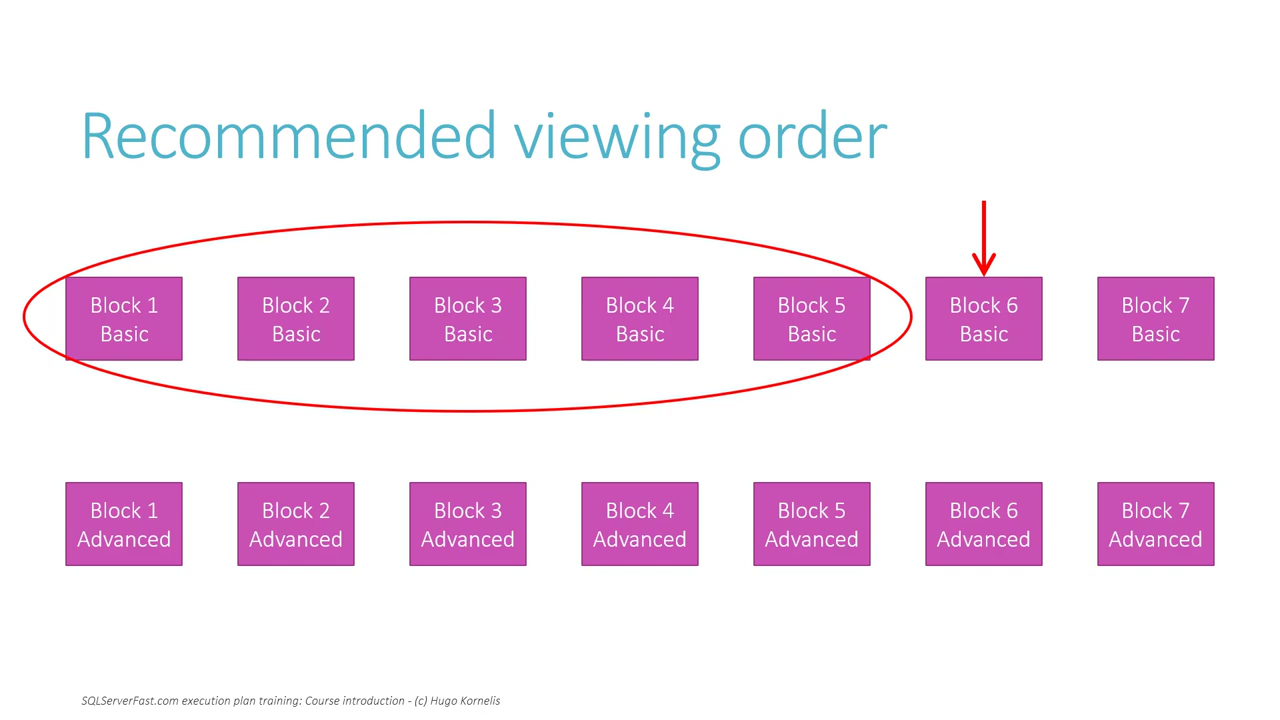 Recommended viewing order
Block 1
Basic
Block 2
Basic
Block 3
Basic
Block 4
Basic
Block 5
Basic
Block 6
Basic
Block 7
Basic
Block 1
Advanced
Block 2
Advanced
Block 3
Advanced
Block 4
Advanced
Block 5
Advanced
Block 6
Advanced
Block 7
Advanced
SQLServerFast.com execution plan training: Course introduction - (c) Hugo Kornelis